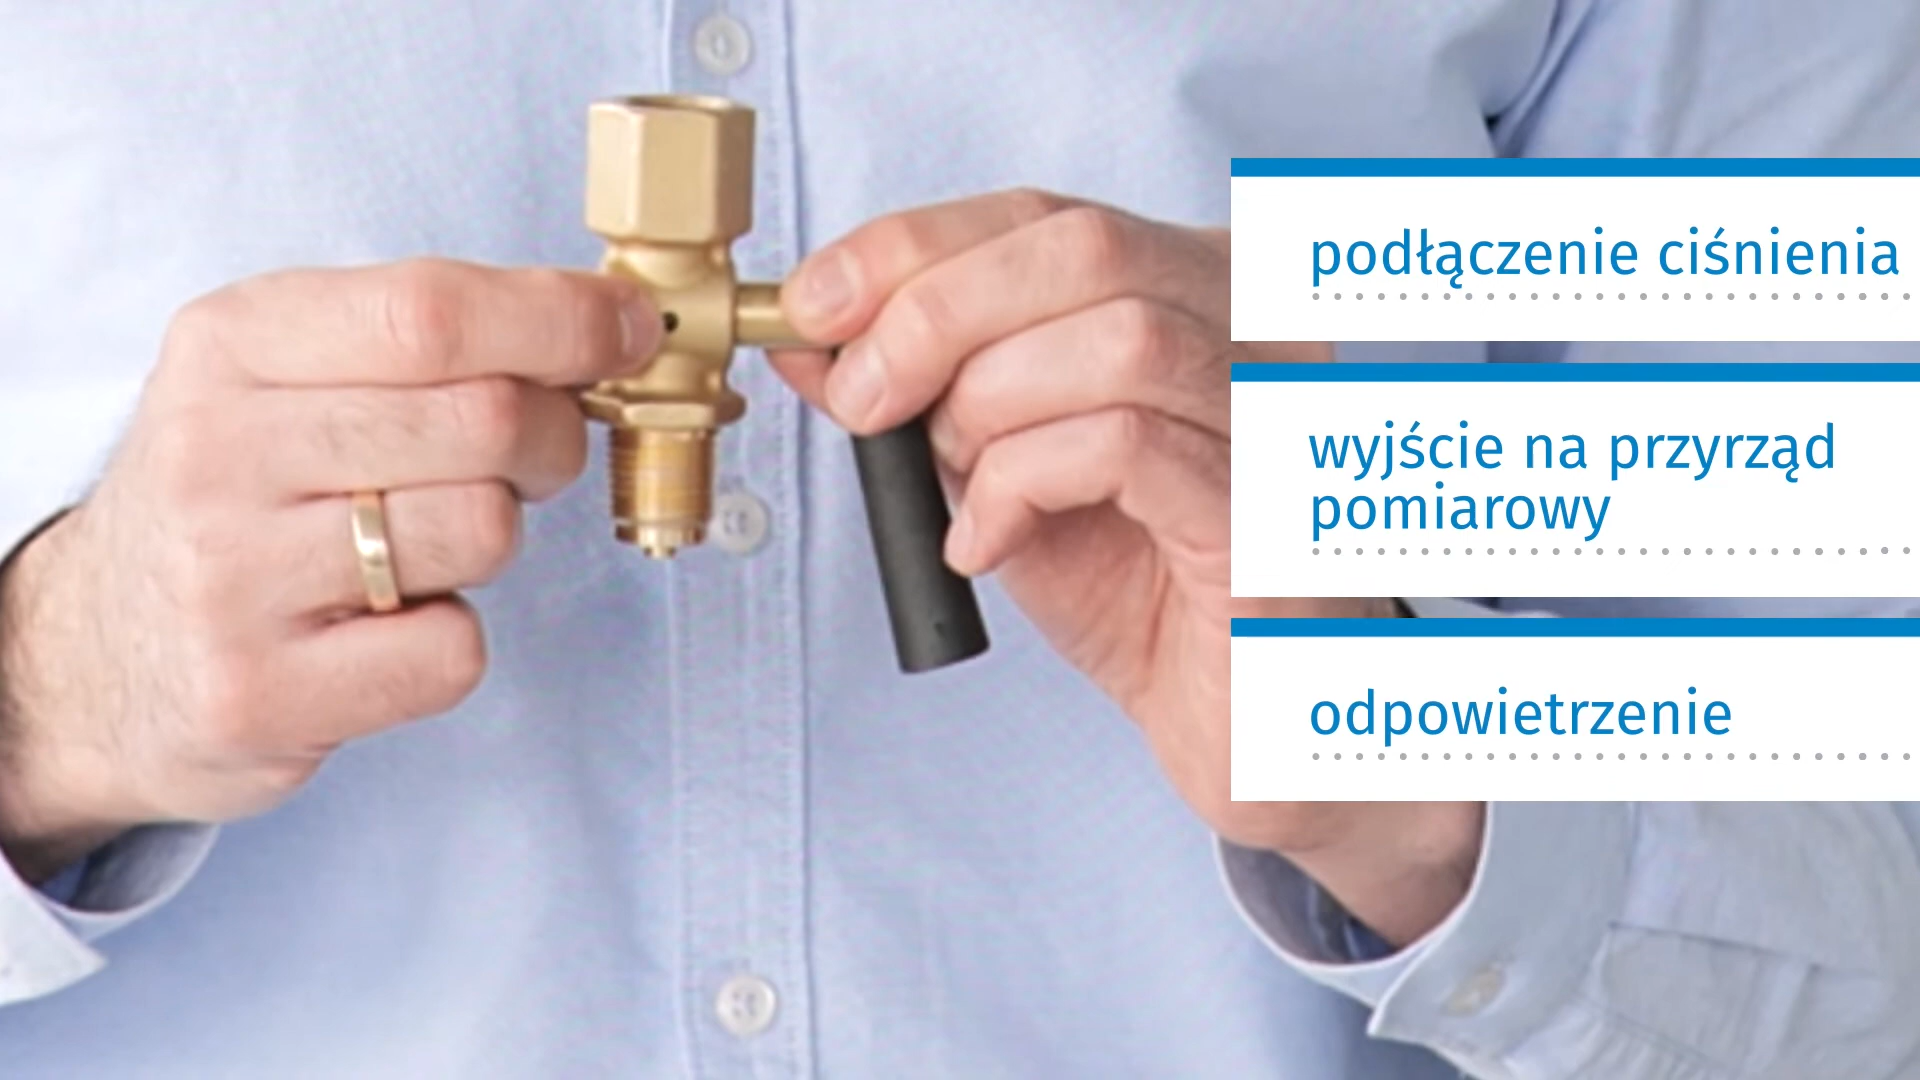 podłączenie ciśnienia
wyjście na przyrząd
pomiarowy
odpowietrzenie